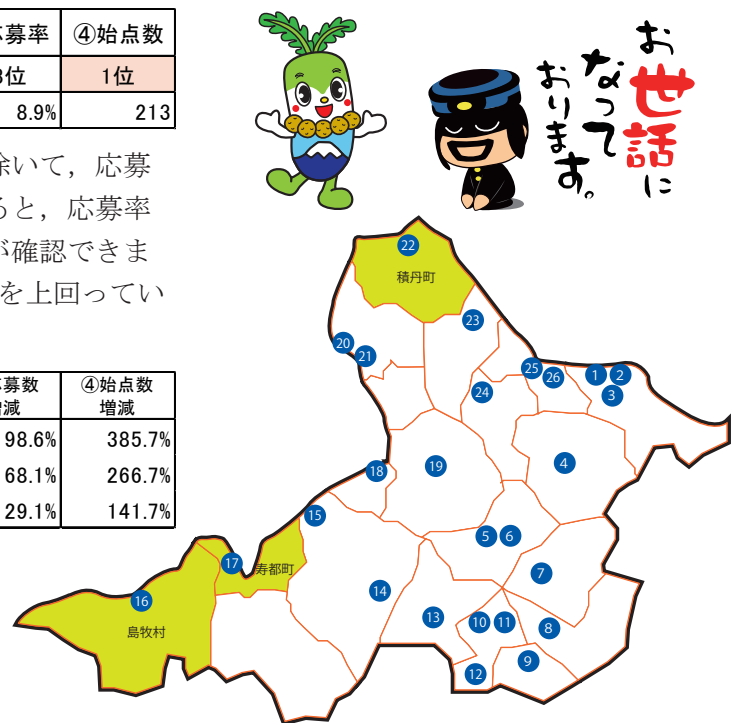 募率 ④始点数
位 1位
8.9% 213
除いて，応募
ると，応募率
が確認できま
を上回ってい
募数 ④始点数
増減 増減
98.6% 385.7%
68.1% 266.7%
29.1% 141.7%
お
世話に
なって
おります。
22
積丹町
23
20
21
25
26
1
2
3
24
18
19
4
15
5
6
17
寿都町
7
16
14
島牧村
13
10
11
8
12
9